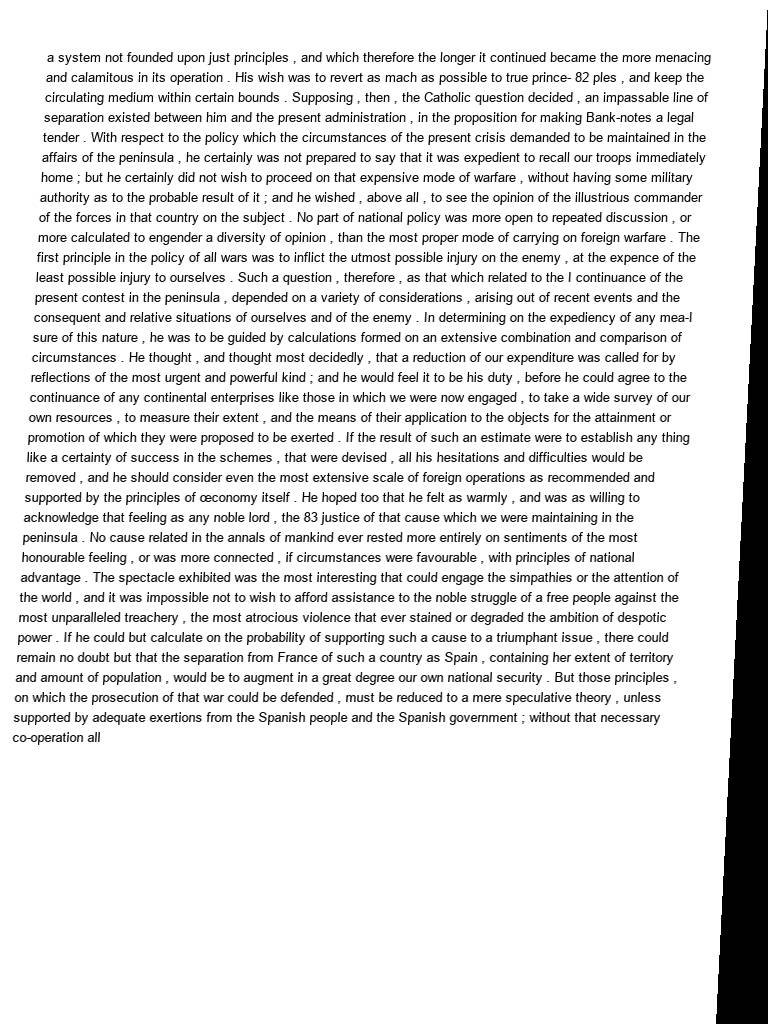 a system not founded upon just principles , and which therefore the longer it continued became the more menacing
and calamitous in its operation . His wish was to revert as mach as possible to true prince- 82 ples , and keep the
circulating medium within certain bounds . Supposing , then , the Catholic question decided , an impassable line of
separation existed between him and the present administration , in the proposition for making Bank-notes a legal
tender . With respect to the policy which the circumstances of the present crisis demanded to be maintained in the
affairs of the peninsula , he certainly was not prepared to say that it was expedient to recall our troops immediately
home ; but he certainly did not wish to proceed on that expensive mode of warfare , without having some military
authority as to the probable result of it ; and he wished , above all , to see the opinion of the illustrious commander
of the forces in that country on the subject . No part of national policy was more open to repeated discussion , or
more calculated to engender a diversity of opinion , than the most proper mode of carrying on foreign warfare . The
first principle in the policy of all wars was to inflict the utmost possible injury on the enemy , at the expence of the
least possible injury to ourselves . Such a question , therefore , as that which related to the I continuance of the
present contest in the peninsula , depended on a variety of considerations , arising out of recent events and the
consequent and relative situations of ourselves and of the enemy . In determining on the expediency of any mea-l
sure of this nature , he was to be guided by calculations formed on an extensive combination and comparison of
circumstances . He thought , and thought most decidedly , that a reduction of our expenditure was called for by
reflections of the most urgent and powerful kind ; and he would feel it to be his duty , before he could agree to the
continuance of any continental enterprises like those in which we were now engaged , to take a wide survey of our
own resources , to measure their extent , and the means of their application to the objects for the attainment or
promotion of which they were proposed to be exerted . If the result of such an estimate were to establish any thing
like a certainty of success in the schemes , that were devised , all his hesitations and difficulties would be
removed , and he should consider even the most extensive scale of foreign operations as recommended and
supported by the principles of œconomy itself . He hoped too that he felt as warmly , and was as willing to
acknowledge that feeling as any noble lord , the 83 justice of that cause which we were maintaining in the
peninsula . No cause related in the annals of mankind ever rested more entirely on sentiments of the most
honourable feeling , or was more connected , if circumstances were favourable , with principles of national
advantage . The spectacle exhibited was the most interesting that could engage the simpathies or the attention of
the world , and it was impossible not to wish to afford assistance to the noble struggle of a free people against the
most unparalleled treachery , the most atrocious violence that ever stained or degraded the ambition of despotic
power . If he could but calculate on the probability of supporting such a cause to a triumphant issue , there could
remain no doubt but that the separation from France of such a country as Spain , containing her extent of territory
and amount of population , would be to augment in a great degree our own national security . But those principles ,
on which the prosecution of that war could be defended , must be reduced to a mere speculative theory , unless
supported by adequate exertions from the Spanish people and the Spanish government ; without that necessary
co-operation all